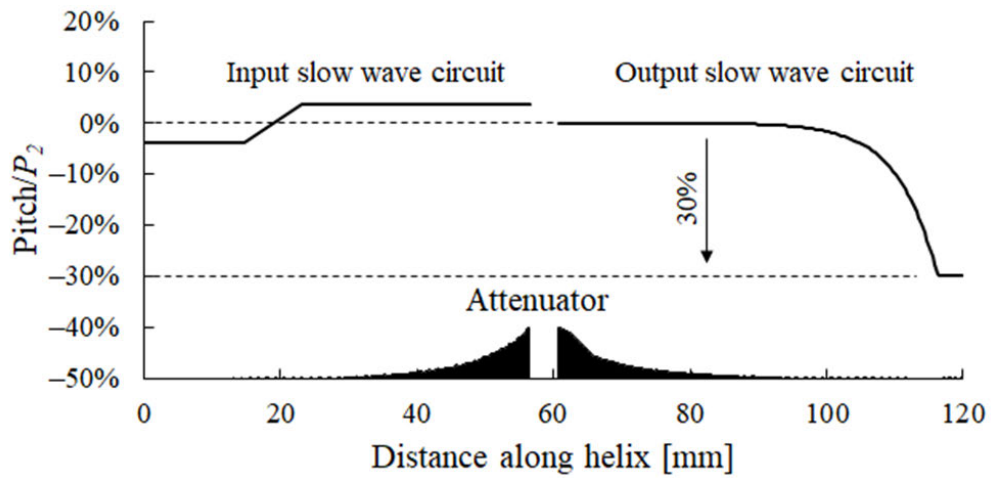 20%
10%
0%
–10%
–20%
–30%
–40%
–50%
Pitch/P2
Input slow wave circuit
Output slow wave circuit
30%
Attenuator
0 20 40 60 80 100 120
Distance along helix [mm]